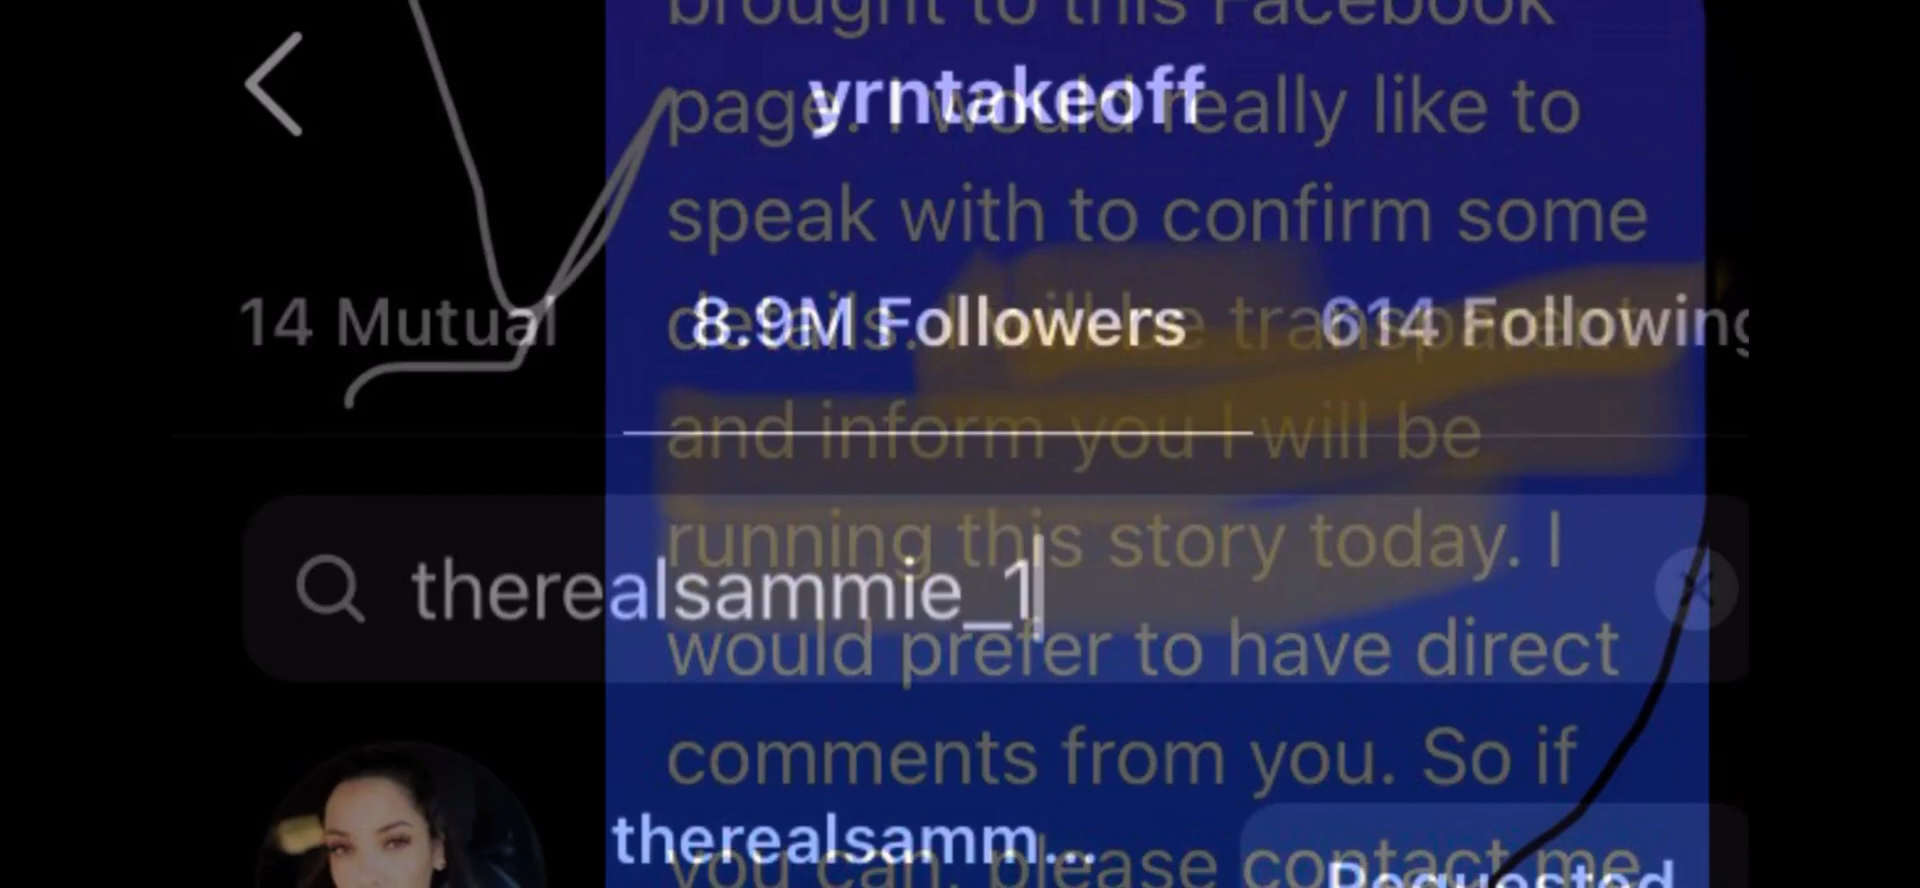 brought to this Facebook
yrntakeoff
page. I would really like to
speak with to confirm some
14 Mutual 8.9M Followers 614 Following
details. I will be transparent
and inform you I will be
running this story today. I
therealsammie_1
would prefer to have direct
comments from you. So if
therealsamm...
you can, please contact me
Requested